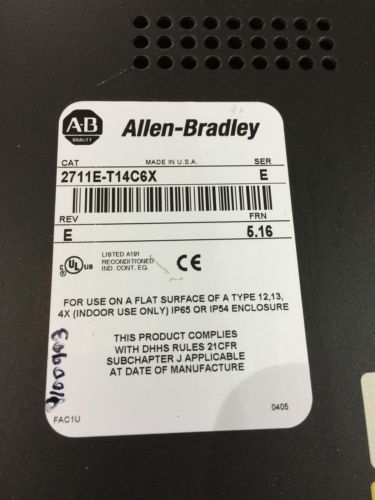 A-B
QUALITY
Allen-Bradley
CAT MADE IN U.S.A. SER
2711E-T14C6X E
REV FRN
E 5.16
UL UB
LISTED A191
RECONDITIONED
IND. CONT. EQ.
CE
FOR USE ON A FLAT SURFACE OF A TYPE 12,13,
4X (INDOOR USE ONLY) IP65 OR IP54 ENCLOSURE
THIS PRODUCT COMPLIES
WITH DHHS RULES 21CFR
SUBCHAPTER J APPLICABLE
AT DATE OF MANUFACTURE
FAC1U 0405